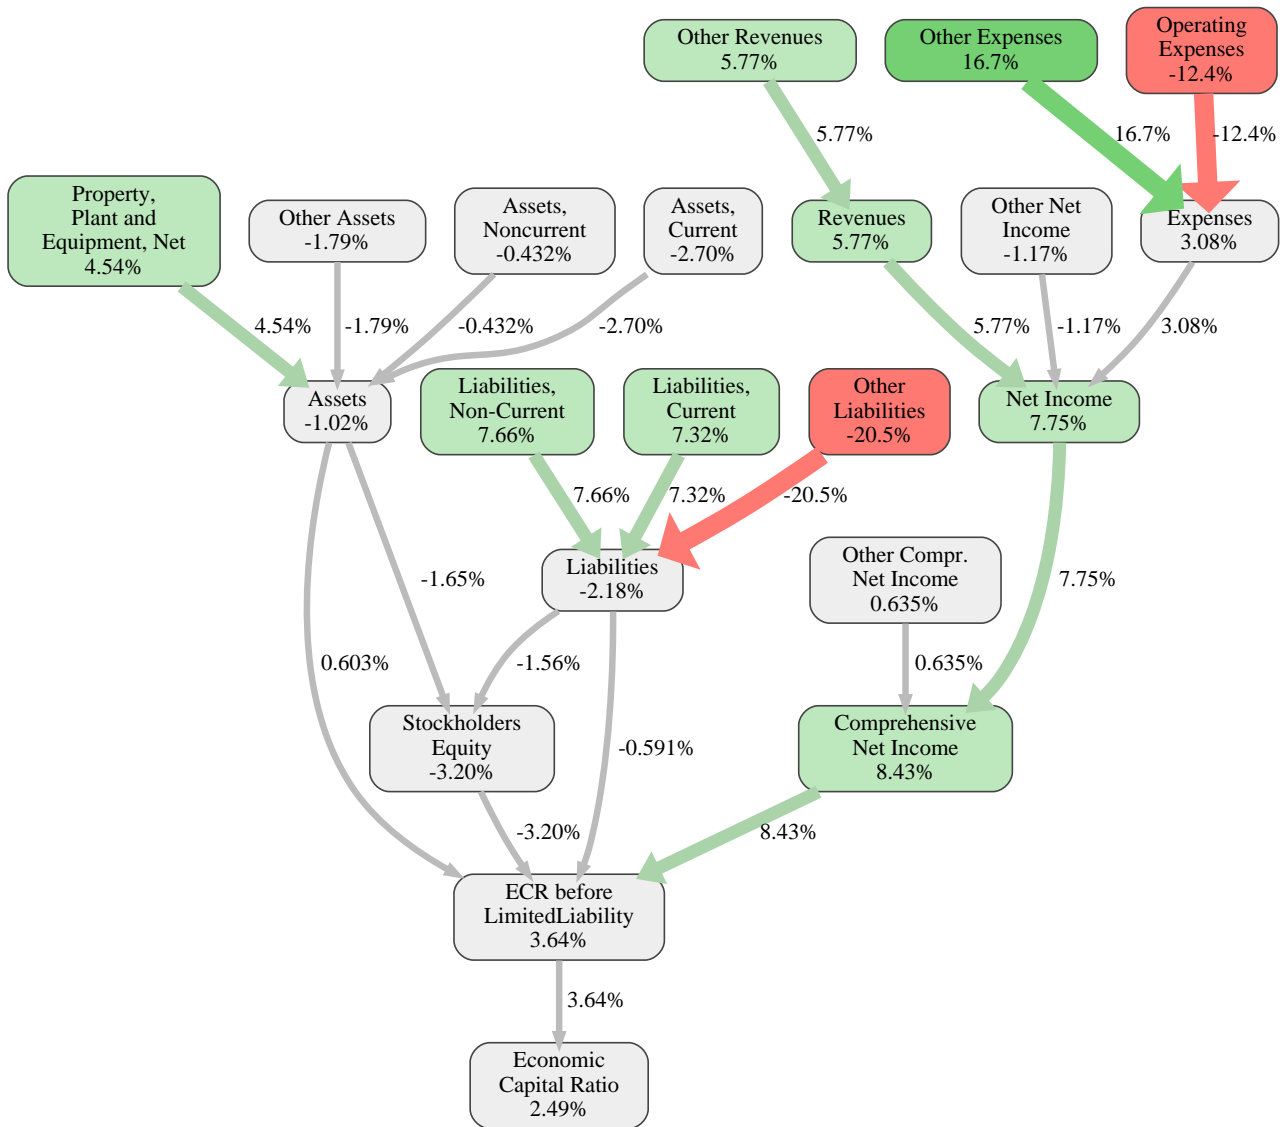 Other Revenues
5.77%
Other Expenses
16.7%
Operating
Expenses
-12.4%
5.77%
16.7%
-12.4%
Property,
Plant and
Equipment, Net
4.54%
Other Assets
-1.79%
Assets,
Noncurrent
-0.432%
Assets,
Current
-2.70%
Revenues
5.77%
Other Net
Income
-1.17%
Expenses
3.08%
4.54%
-1.79%
-0.432%
-2.70%
5.77%
-1.17%
3.08%
Assets
-1.02%
Liabilities,
Non-Current
7.66%
Liabilities,
Current
7.32%
Other
Liabilities
-20.5%
Net Income
7.75%
7.66%
7.32%
-20.5%
Liabilities
-2.18%
Other Compr.
Net Income
0.635%
-1.65%
7.75%
0.603%
-1.56%
0.635%
Stockholders
Equity
-3.20%
-0.591%
Comprehensive
Net Income
8.43%
-3.20%
8.43%
ECR before
LimitedLiability
3.64%
3.64%
Economic
Capital Ratio
2.49%